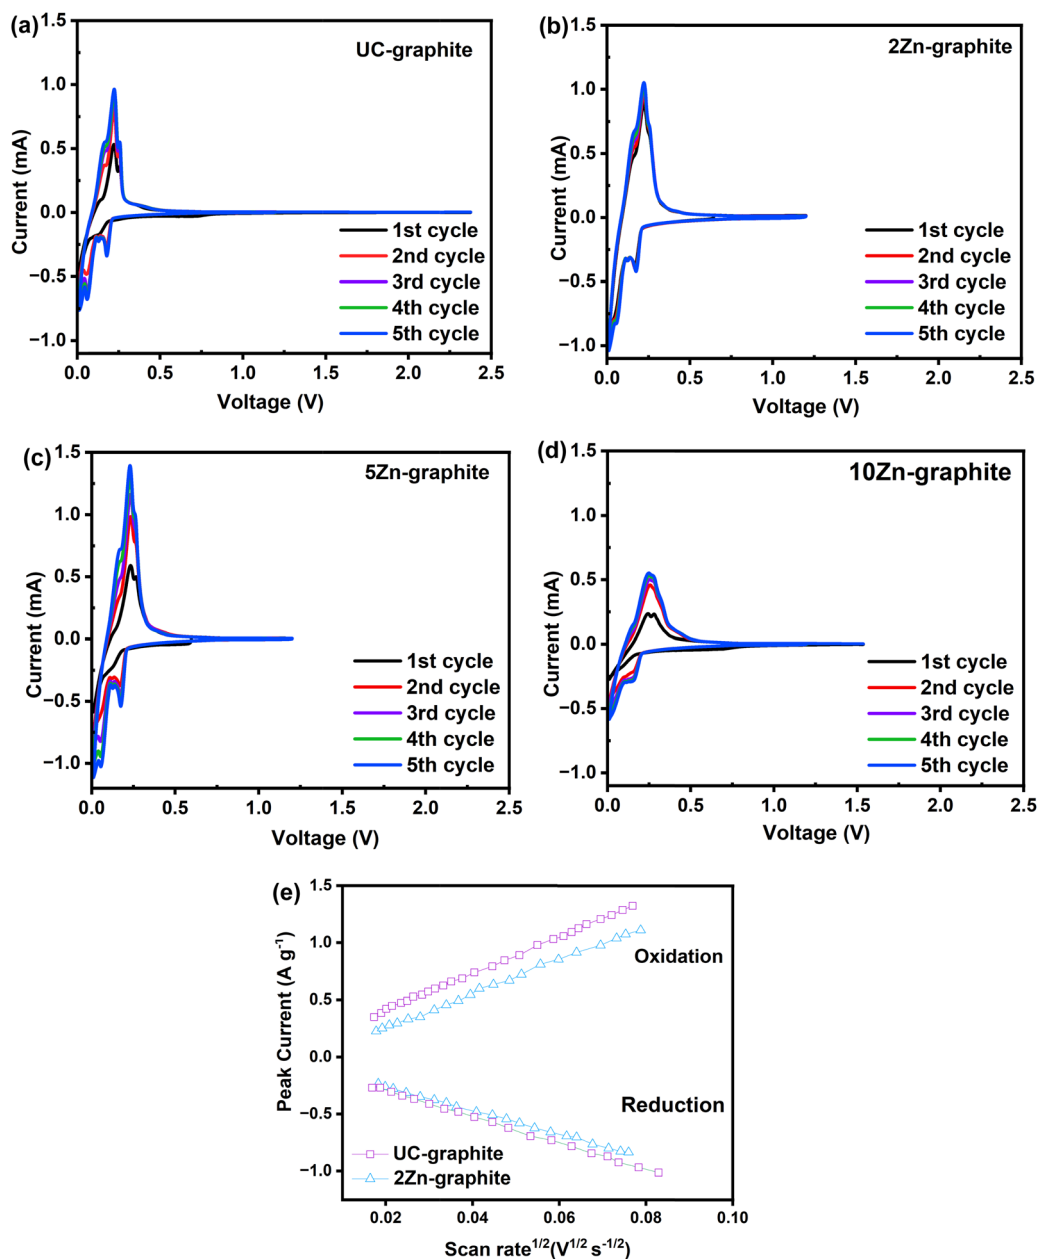 (a)
UC-graphite
1.5
1.0
0.5
0.0
−0.5
−1.0
Current (mA)
1st cycle
2nd cycle
3rd cycle
4th cycle
5th cycle
0.0 0.5 1.0 1.5 2.0 2.5
Voltage (V)
(b)
2Zn-graphite
1.5
1.0
0.5
0.0
−0.5
−1.0
Current (mA)
1st cycle
2nd cycle
3rd cycle
4th cycle
5th cycle
0.0 0.5 1.0 1.5 2.0 2.5
Voltage (V)
(c)
5Zn-graphite
1.5
1.0
0.5
0.0
−0.5
−1.0
Current (mA)
1st cycle
2nd cycle
3rd cycle
4th cycle
5th cycle
0.0 0.5 1.0 1.5 2.0 2.5
Voltage (V)
(d)
10Zn-graphite
1.5
1.0
0.5
0.0
−0.5
−1.0
Current (mA)
1st cycle
2nd cycle
3rd cycle
4th cycle
5th cycle
0.0 0.5 1.0 1.5 2.0 2.5
Voltage (V)
(e)
1.5
1.0
0.5
0.0
−0.5
−1.0
Peak Current (A g⁻¹)
Oxidation
Reduction
UC-graphite
2Zn-graphite
0.02 0.04 0.06 0.08 0.10
Scan rate¹ᐟ²(V¹ᐟ² s⁻¹ᐟ²)